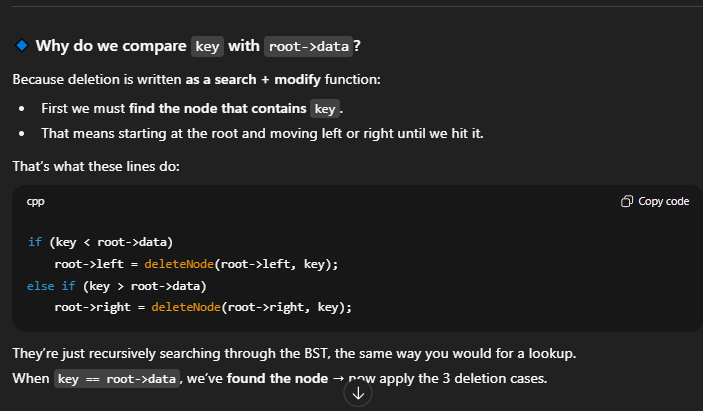 Why do we compare key with root->data?
Because deletion is written as a search + modify function:
• First we must find the node that contains key.
• That means starting at the root and moving left or right until we hit it.
That's what these lines do:
cpp
Copy code
if (key < root->data)
    root->left = deleteNode(root->left, key);
else if (key > root->data)
    root->right = deleteNode(root->right, key);
They're just recursively searching through the BST, the same way you would for a lookup.
When key == root->data, we've found the node → now apply the 3 deletion cases.